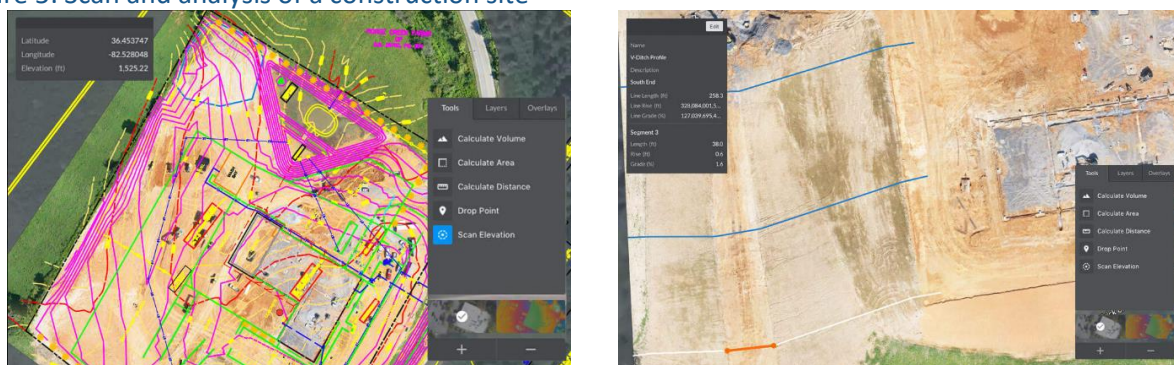 re 5: Scan and analysis of a construction site
Latitude 36.453747
Longitude -82.528048
Elevation (ft) 1,525.22
Tools Layers Overlays
Calculate Volume
Calculate Area
Calculate Distance
Drop Point
Scan Elevation
+ −
Edit
Name
V-Ditch Profile
Description
South End
Line Length (ft) 258.3
Line Rise (ft)
Line Grade (%)
Segment 3
Length (ft) 38.0
Rise (ft) 0.6
Grade (%) 1.6
Tools Layers Overlays
Calculate Volume
Calculate Area
Calculate Distance
Drop Point
Scan Elevation
+ −